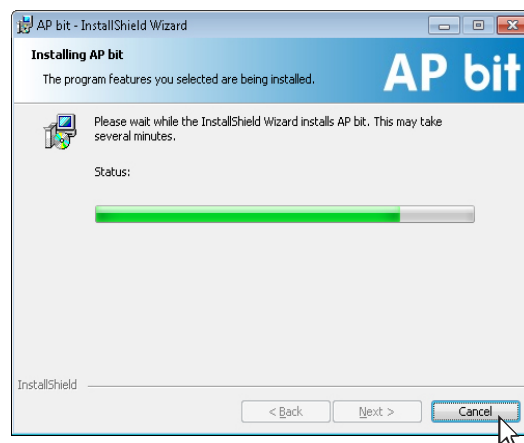 AP bit - InstallShield Wizard
Installing AP bit
The program features you selected are being installed.
AP bit
Please wait while the InstallShield Wizard installs AP bit. This may take
several minutes.
Status:
InstallShield
< Back Next > Cancel